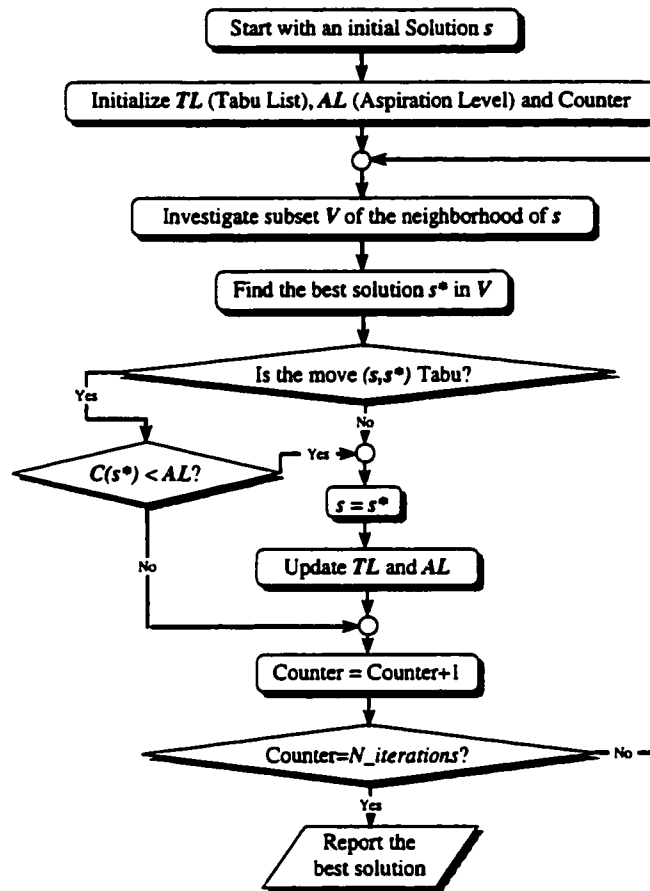 Start with an initial Solution s
Initialize TL (Tabu List), AL (Aspiration Level) and Counter
Investigate subset V of the neighborhood of s
Find the best solution s* in V
Is the move (s,s*) Tabu?
Yes
No
C(s*) < AL?
Yes
s = s*
No
Update TL and AL
Counter = Counter+1
Counter=N_iterations?
No
Yes
Report the
best solution